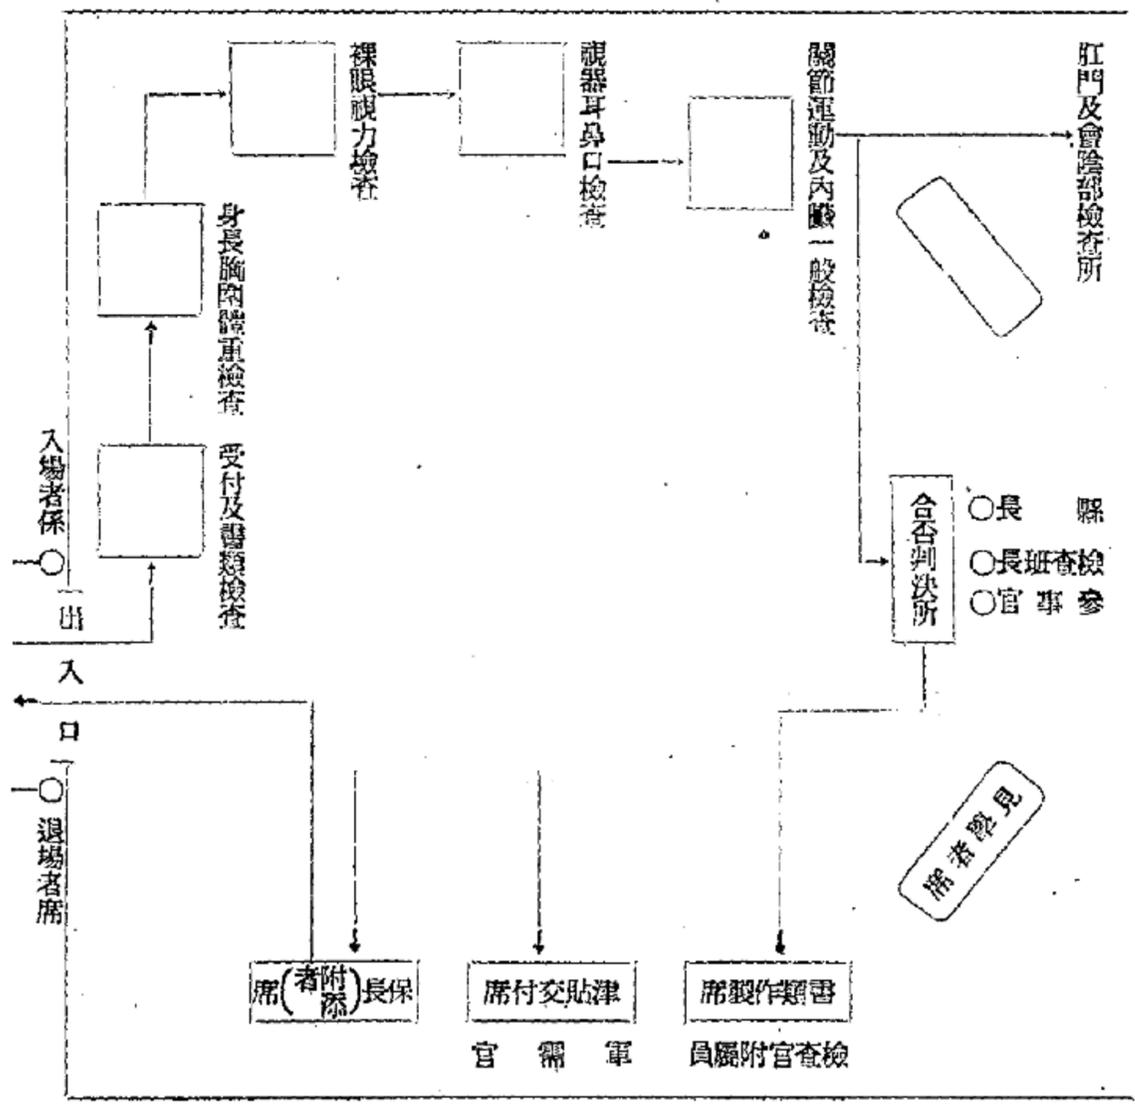 肛門及會陰部檢査所
關節運動及內臟一般檢査
視器耳鼻口檢査
裸眼視力檢査
身長胸圍體重檢査
受付及書類檢査
入場者係
出入口
退場者席
合否判決所
縣長○
檢査班長○
參事官○
見學者席
書類作製席
檢査官附屬員
津貼交付席
軍需官
保長(附添者)席